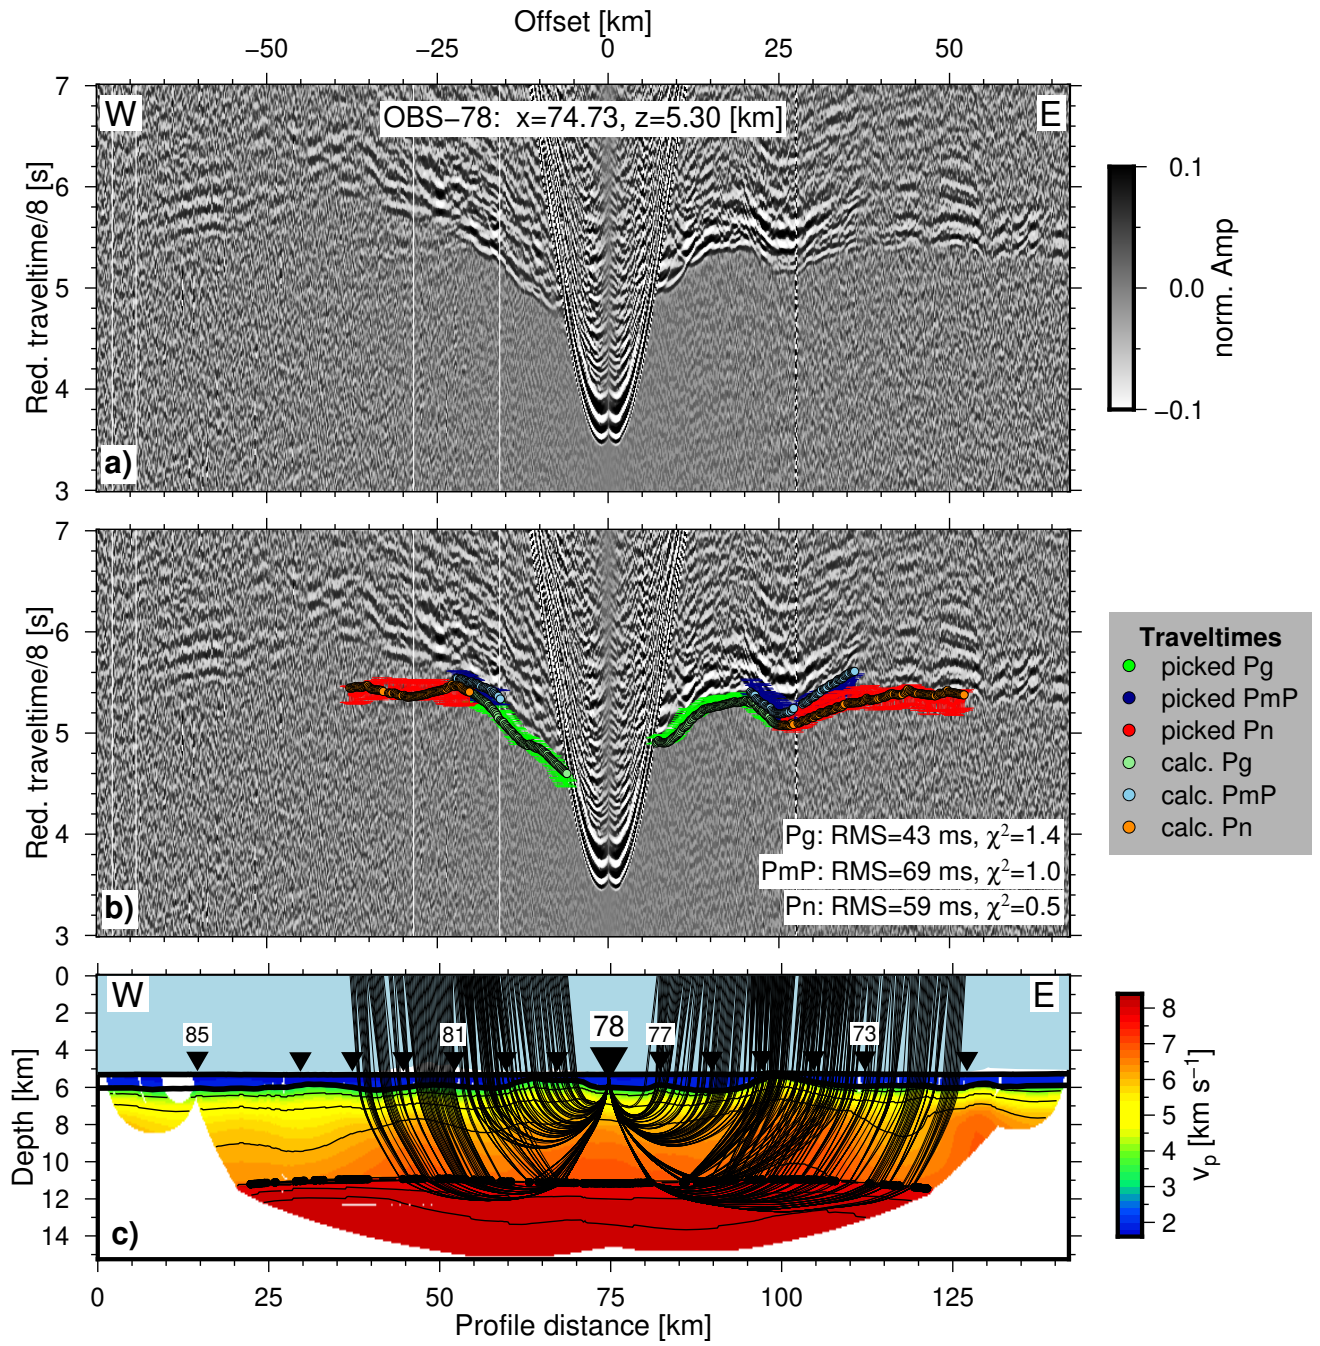 Offset [km]
−50 −25 0 25 50
W
E
OBS−78: x=74.73, z=5.30 [km]
7
6
5
4
3
Red. traveltime/8 [s]
a)
0.1
0.0
−0.1
norm. Amp
7
6
5
4
3
Red. traveltime/8 [s]
b)
Pg: RMS=43 ms, χ²=1.4
PmP: RMS=69 ms, χ²=1.0
Pn: RMS=59 ms, χ²=0.5
Traveltimes
picked Pg
picked PmP
picked Pn
calc. Pg
calc. PmP
calc. Pn
W
E
85 81 78 77 73
0
2
4
6
8
10
12
14
Depth [km]
c)
8
7
6
5
4
3
2
vp [km s⁻¹]
0 25 50 75 100 125
Profile distance [km]